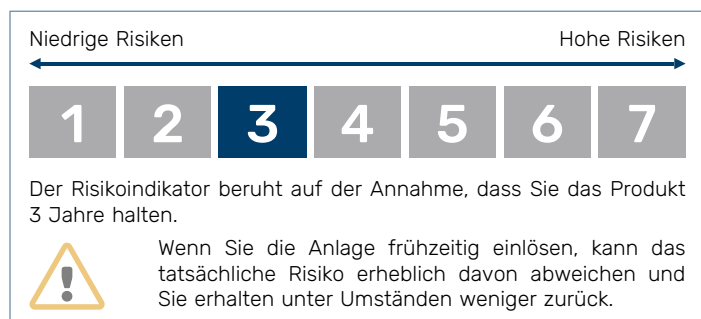 Niedrige Risiken Hohe Risiken
1 2 3 4 5 6 7
Der Risikoindikator beruht auf der Annahme, dass Sie das Produkt
3 Jahre halten.
Wenn Sie die Anlage frühzeitig einlösen, kann das
tatsächliche Risiko erheblich davon abweichen und
Sie erhalten unter Umständen weniger zurück.